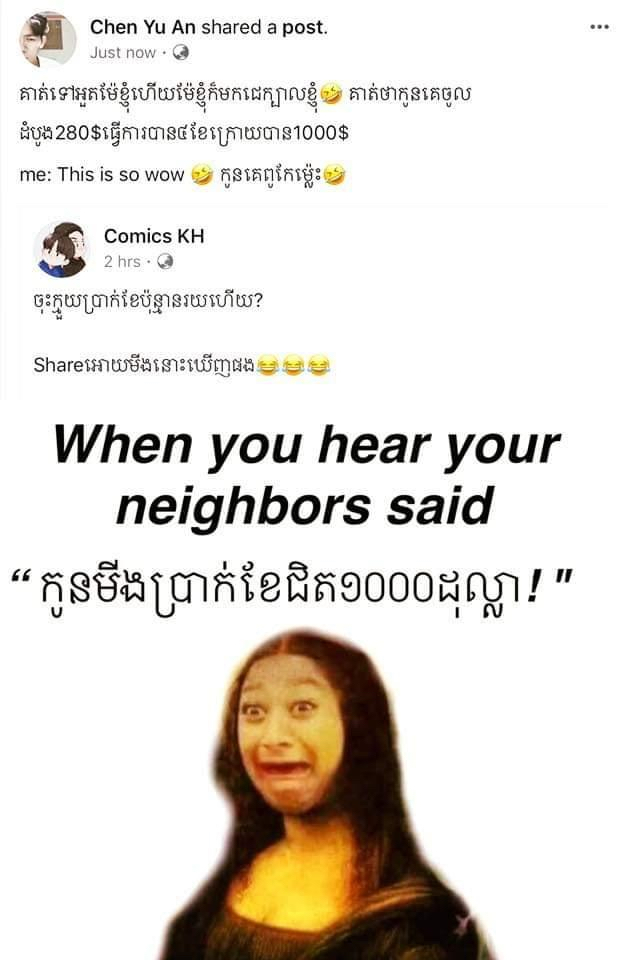 Chen Yu An shared a post.
Just now ·
គាត់ទៅអួតម៉ែខ្ញុំហើយម៉ែខ្ញុំក៏មកជេក្បាលខ្ញុំ🤣 គាត់ថាកូនគេចូល
ដំបូង280$ធ្វើការបាន៤ខែក្រោយបាន1000$
me: This is so wow 🤣 កូនគេពូកែម្ល៉េះ🤣
Comics KH
2 hrs ·
ចុះក្មួយប្រាក់ខែប៉ុន្មានរយហើយ?
Shareអោយមីងនោះឃើញផង😂😂😂
When you hear your
neighbors said
“ កូនមីងប្រាក់ខែជិត១០០០ដុល្លា! "